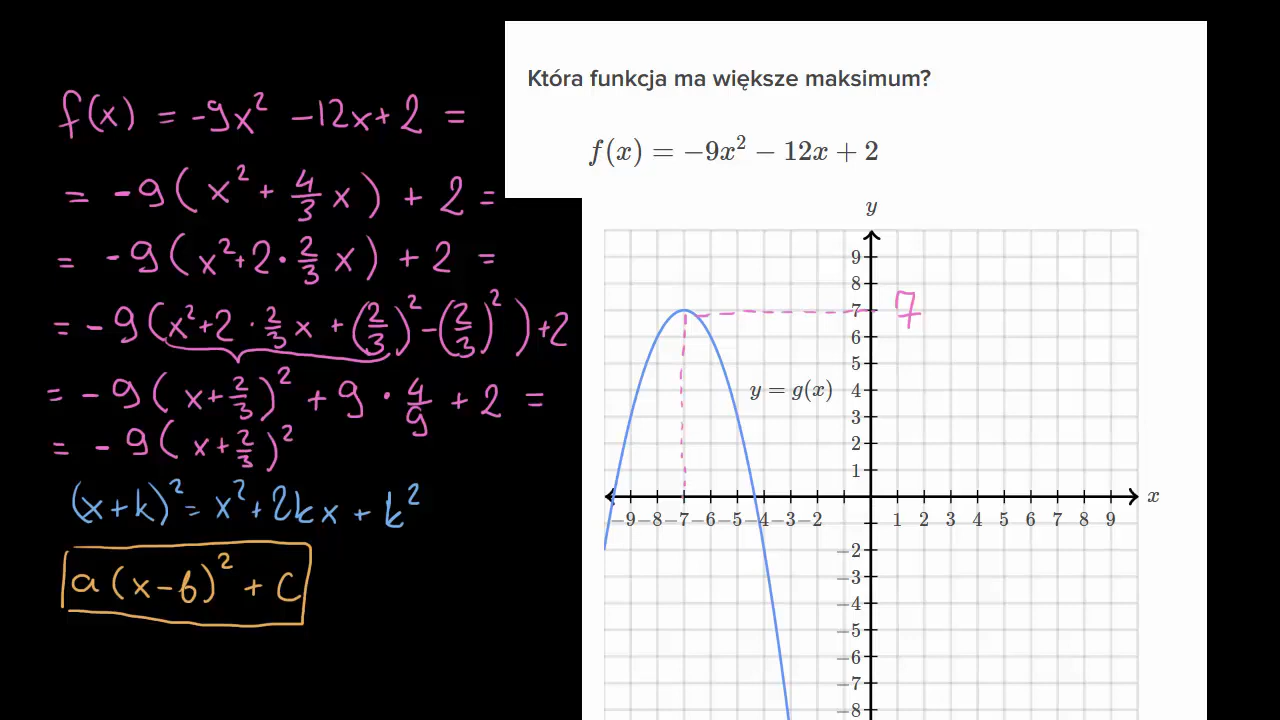 f(x) = -9x² -12x+2 =
= -9(x² + 4/3 x) + 2 =
= -9(x²+2·2/3 x) + 2 =
= -9(x²+2·2/3x + (2/3)² - (2/3)²) +2
= -9(x+2/3)² + 9·4/9 + 2 =
= -9(x+2/3)²
(x+k)² = x²+2kx+k²
a(x-b)² + c
Która funkcja ma większe maksimum?
f(x) = −9x² − 12x + 2
y
9
8
7 7
6
5
y = g(x) 4
3
2
1
x
−9 −8 −7 −6 −5 −4 −3 −2 1 2 3 4 5 6 7 8 9
−2
−3
−4
−5
−6
−7
−8